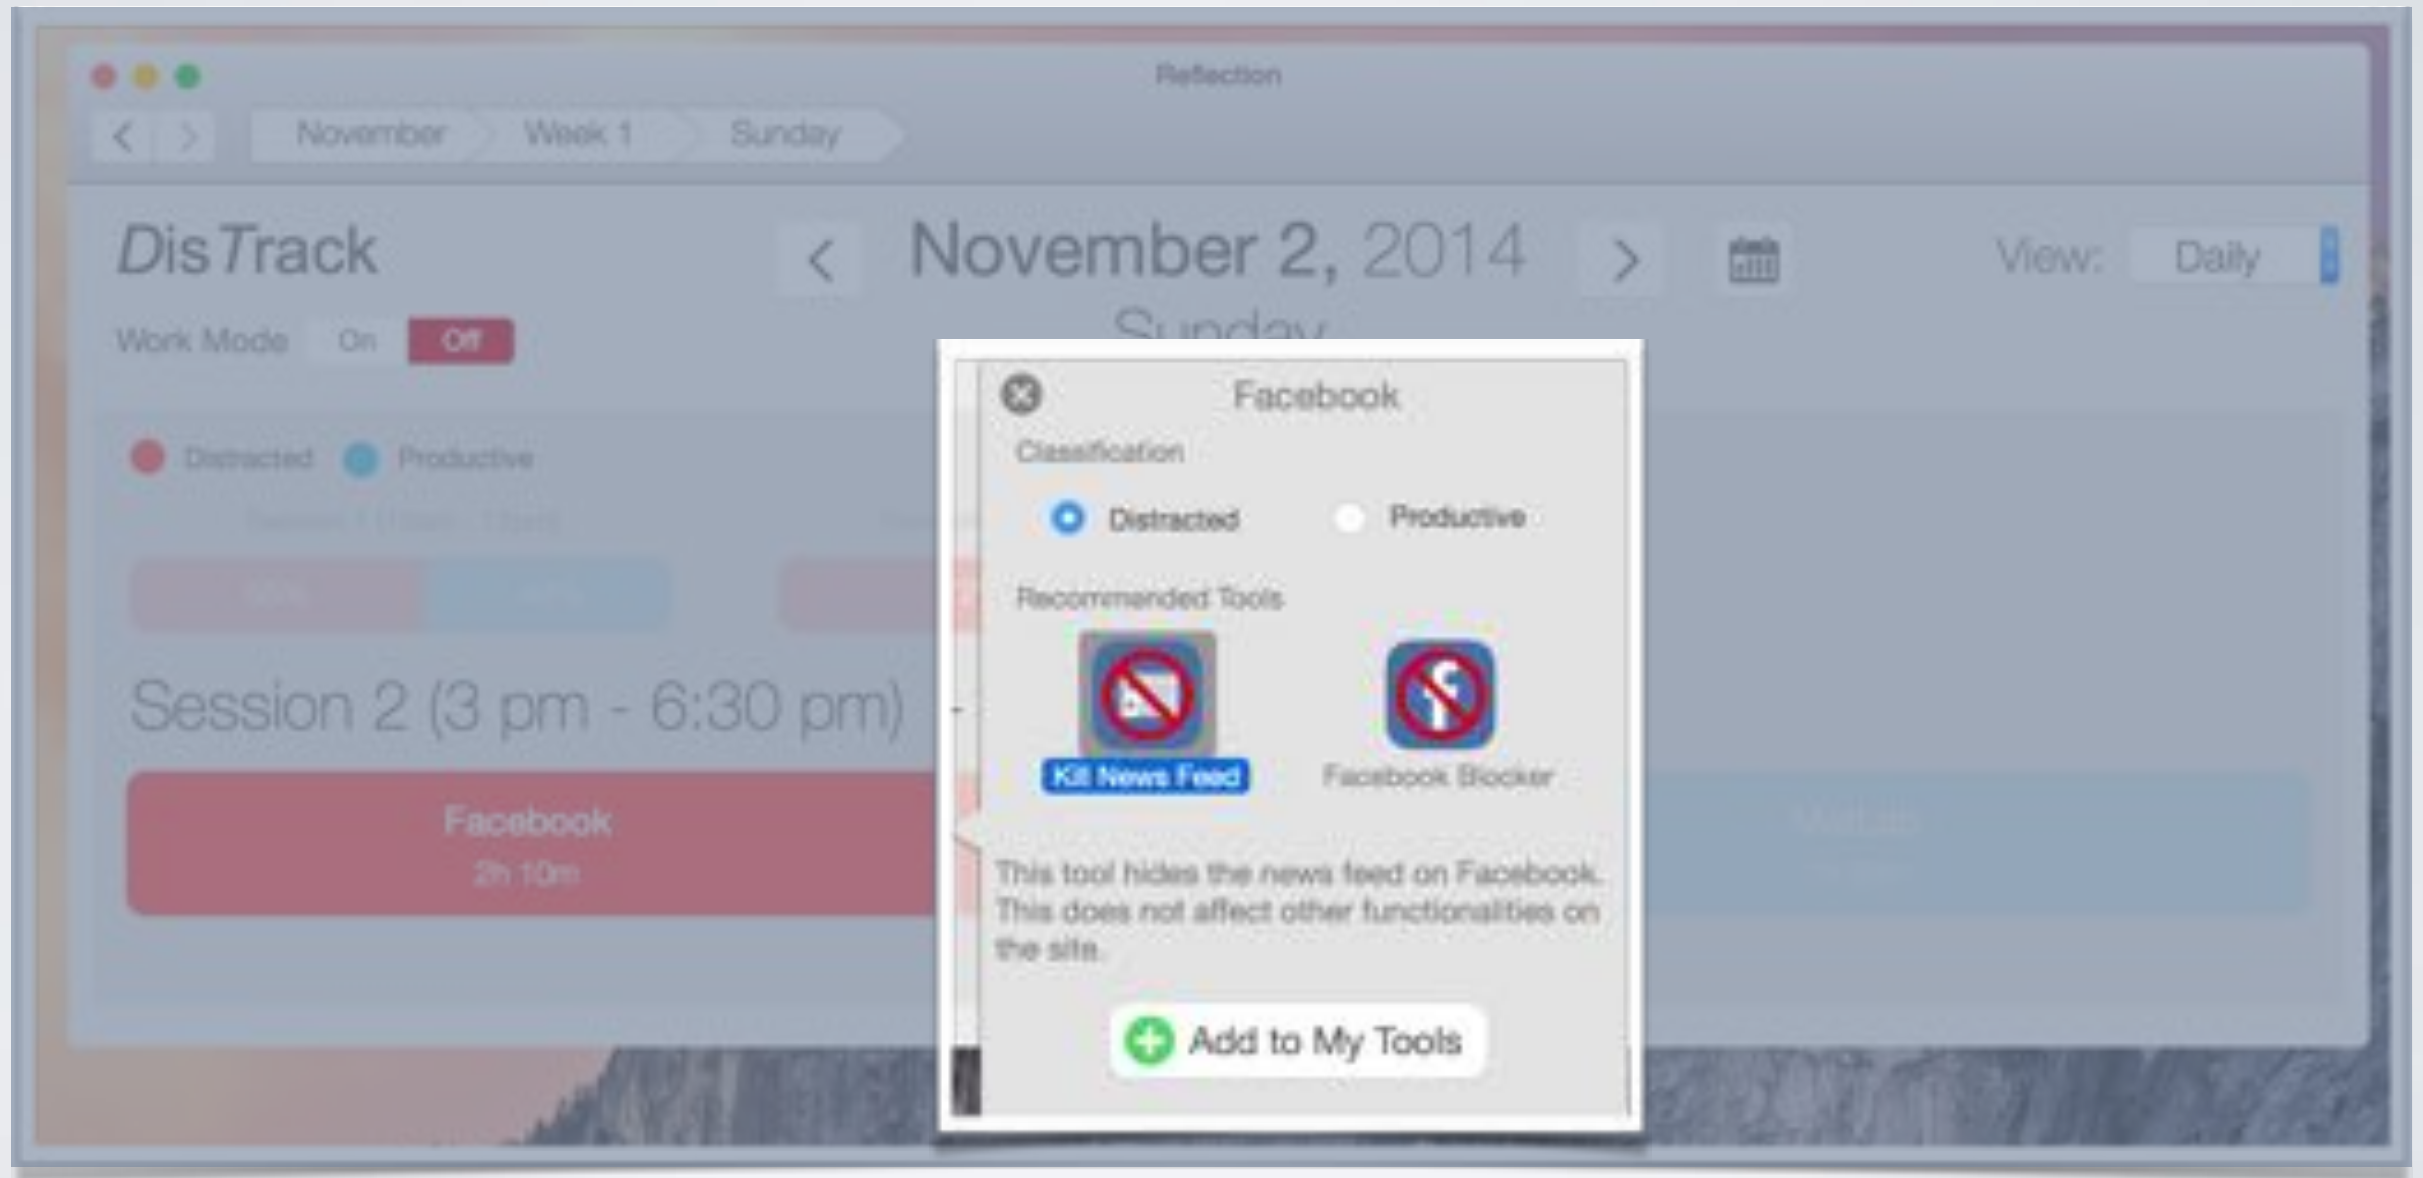 Reflection
November Week 1 Sunday
DisTrack
November 2, 2014
View: Daily
Sunday
Work Mode On Off
Distracted Productive
Session 2 (3 pm - 6:30 pm)
Facebook
2h 10m
Facebook
Classification
Distracted Productive
Recommended Tools
Kill News Feed Facebook Blocker
This tool hides the news feed on Facebook.
This does not affect other functionalities on
the site.
Add to My Tools